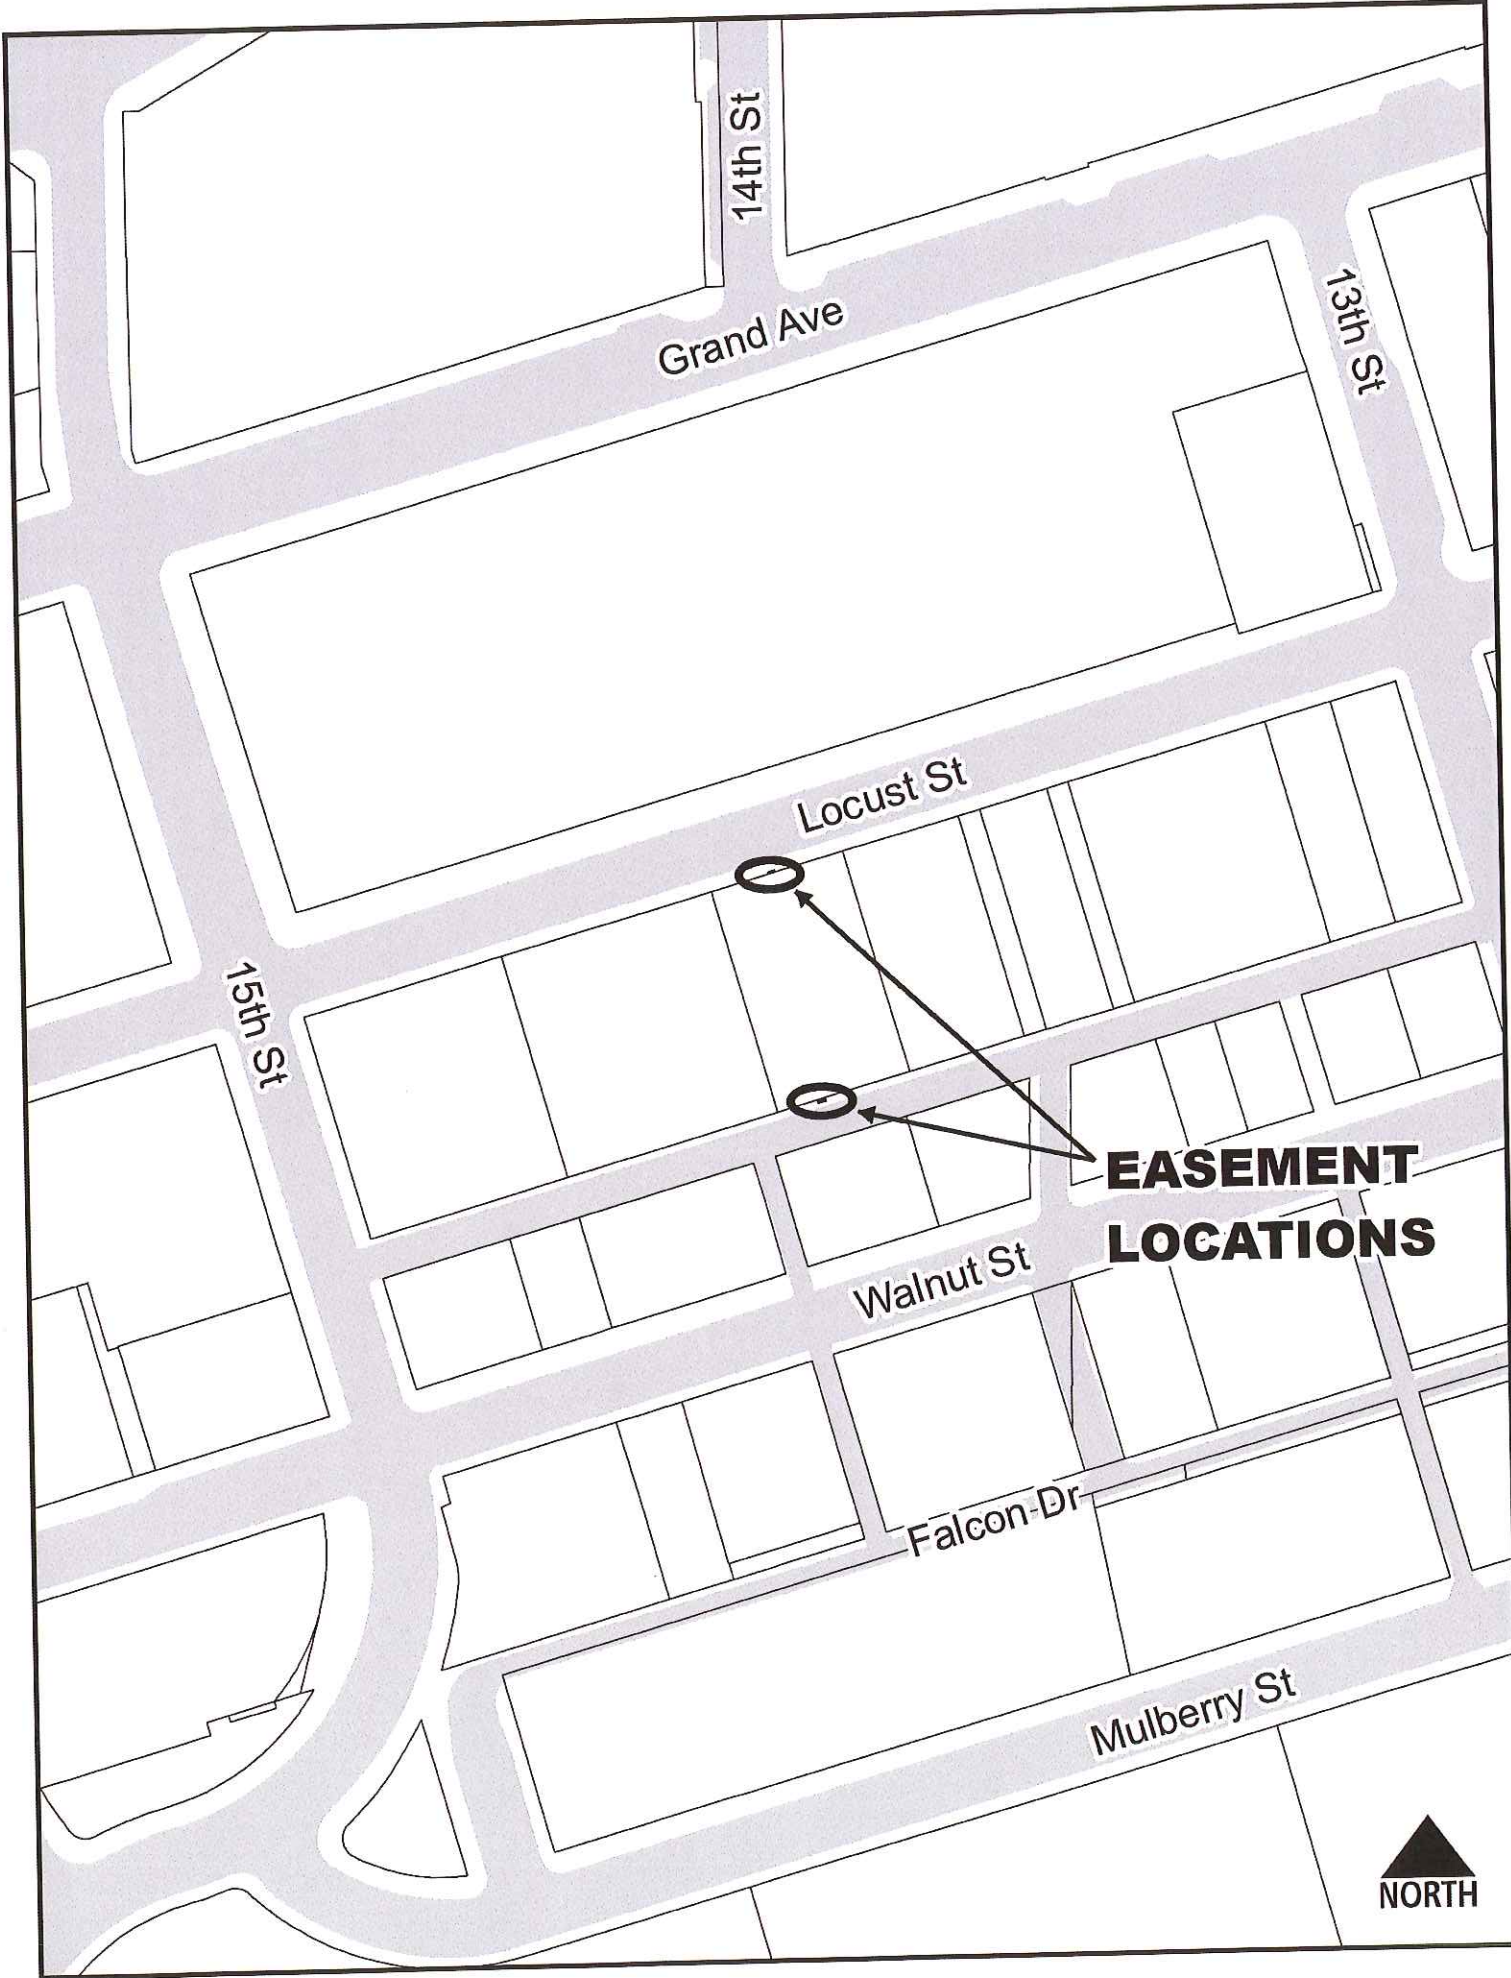 14th St
Grand Ave
13th St
Locust St
15th St
EASEMENT
LOCATIONS
Walnut St
Falcon Dr
Mulberry St
NORTH